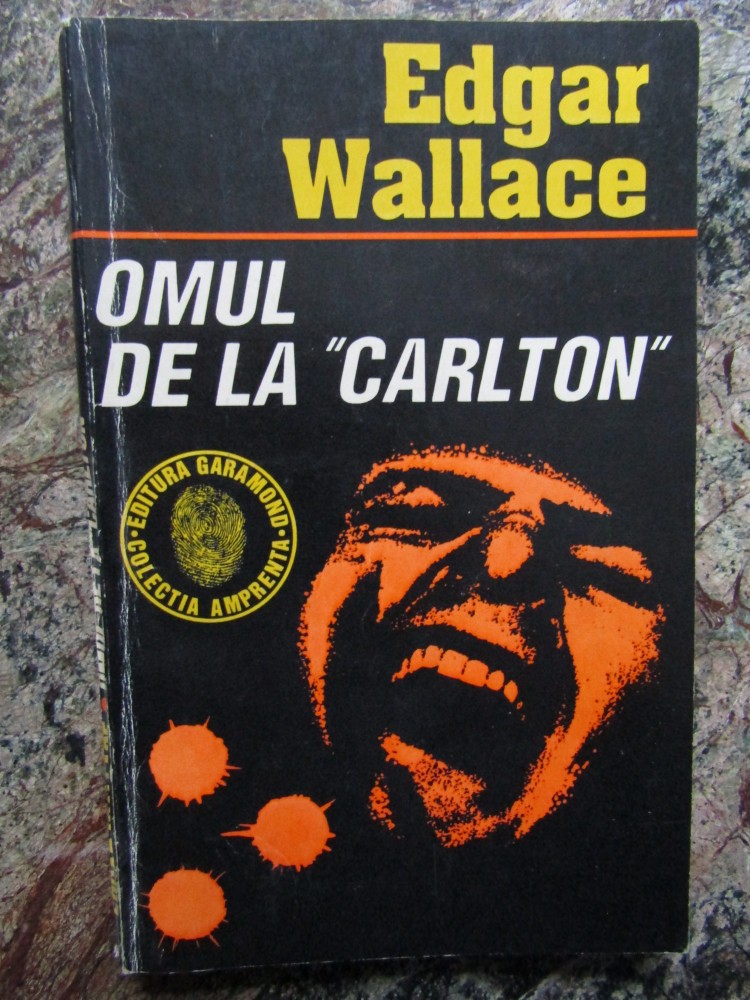 Edgar
Wallace
OMUL
DE LA "CARLTON"
• EDITURA GARAMOND •
COLECTIA AMPRENTA